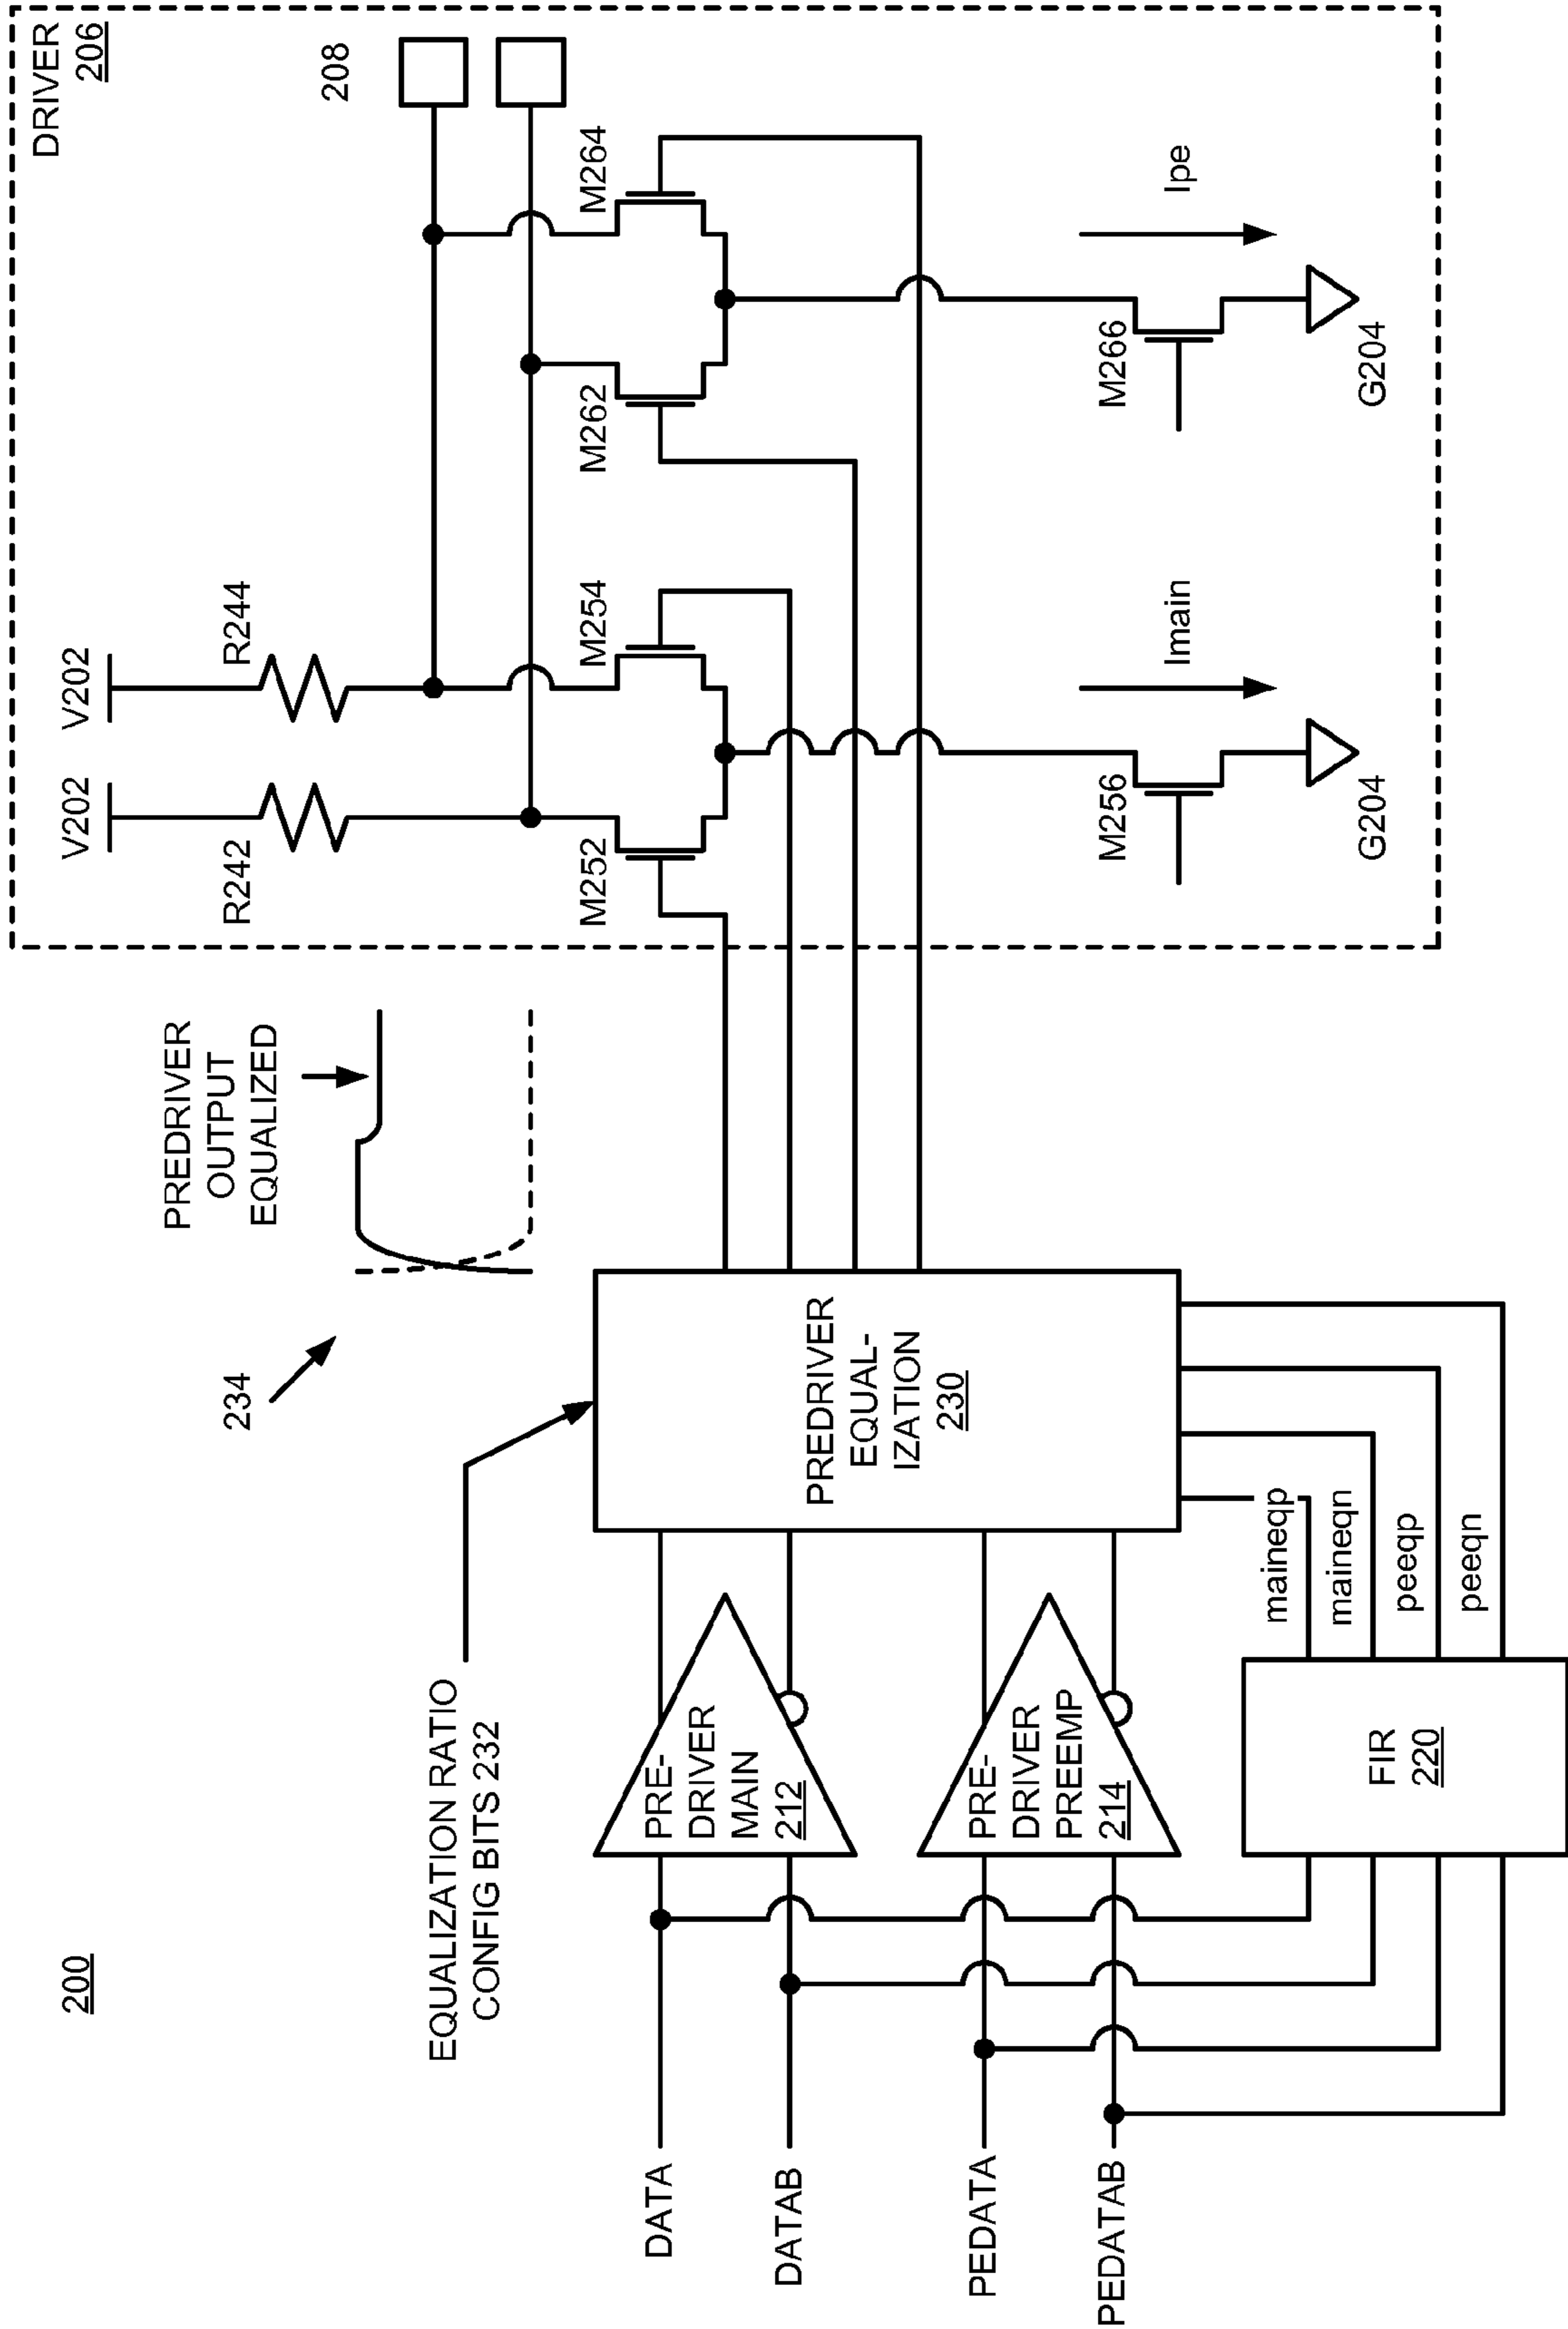 200
DATA
DATAB
PEDATA
PEDATAB
EQUALIZATION RATIO
CONFIG BITS 232
PRE-
DRIVER
MAIN
212
PRE-
DRIVER
PREEMP
214
FIR
220
maineqp
maineqn
peeqp
peeqn
PREDRIVER
EQUAL-
IZATION
230
234
PREDRIVER
OUTPUT
EQUALIZED
DRIVER
206
V202
V202
R242
R244
M252
M254
M262
M264
208
M256
Imain
G204
M266
Ipe
G204